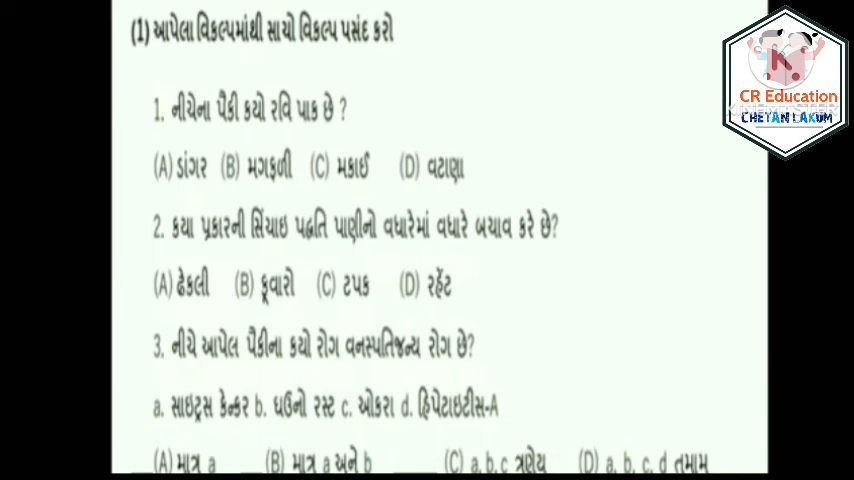 (1) આપેલા વિકલ્પમાંથી સાચો વિકલ્પ પસંદ કરો
1. નીચેના પૈકી કયો રવિ પાક છે ?
(A) ડાંગર (B) મગફળી (C) મકાઈ (D) વટાણા
2. કયા પ્રકારની સિંચાઇ પદ્ધતિ પાણીનો વધારેમાં વધારે બચાવ કરે છે?
(A) ઢેકલી (B) ફૂવારો (C) ટપક (D) રહેંટ
3. નીચે આપેલ પૈકીના કયો રોગ વનસ્પતિજન્ય રોગ છે?
a. સાઇટ્રસ કેન્કર b. ઘઉંનો રસ્ટ c. ઓકરા d. હિપેટાઇટીસ-A
(A) માત્ર a (B) માત્ર a અને b (C) a, b, c ત્રણેય (D) a, b, c, d તમામ
K
CR Education
KINEMASTER
CHETAN LAKUM